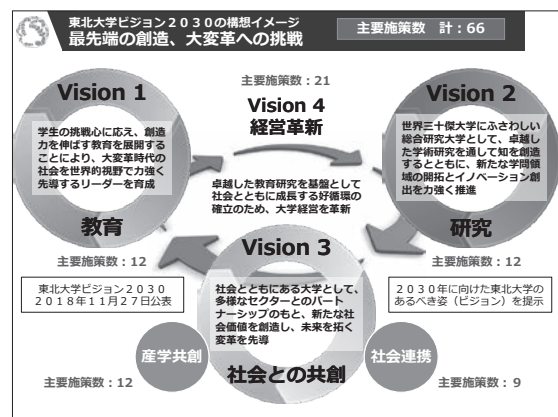 東北大学ビジョン2030の構想イメージ
最先端の創造、大変革への挑戦
主要施策数 計:66
Vision 1
学生の挑戦心に応え、創造
力を伸ばす教育を展開する
ことにより、大変革時代の
社会を世界的視野で力強く
先導するリーダーを育成
教育
主要施策数:12
主要施策数:21
Vision 4
経営革新
卓越した教育研究を基盤として
社会とともに成長する好循環の
確立のため、大学経営を革新
Vision 2
世界三十傑大学にふさわしい
総合研究大学として、卓越し
た学術研究を通して知を創造
するとともに、新たな学問領
域の開拓とイノベーション創
出を力強く推進
研究
主要施策数:12
東北大学ビジョン2030
2018年11月27日公表
Vision 3
社会とともにある大学として、
多様なセクターとのパート
ナーシップのもと、新たな社
会価値を創造し、未来を拓く
変革を先導
社会との共創
2030年に向けた東北大学の
あるべき姿(ビジョン)を提示
産学共創
主要施策数:12
社会連携
主要施策数:9